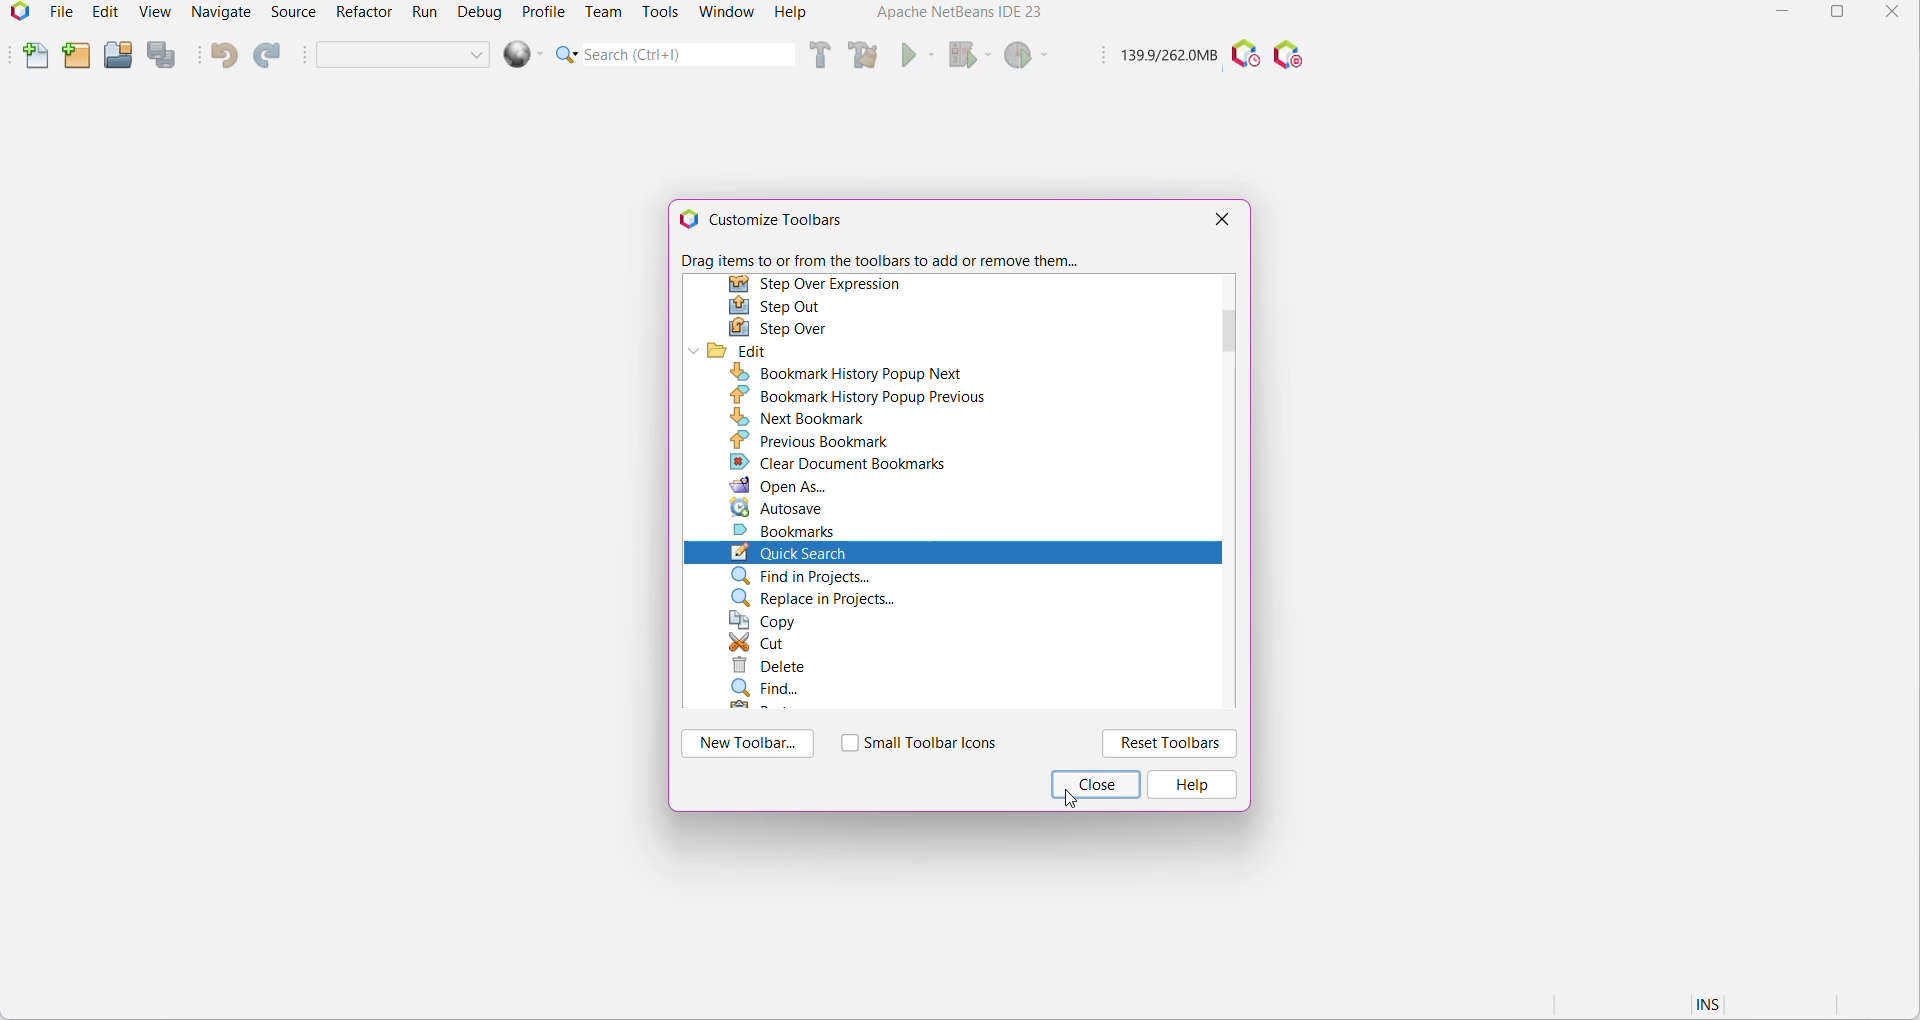 File Edit View Navigate Source Refactor Run Debug Profile Team Tools Window Help Apache NetBeans IDE 23
Search (Ctrl+I) 139.9/262.0MB
Customize Toolbars
Drag items to or from the toolbars to add or remove them...
Step Over Expression
Step Out
Step Over
Edit
Bookmark History Popup Next
Bookmark History Popup Previous
Next Bookmark
Previous Bookmark
Clear Document Bookmarks
Open As...
Autosave
Bookmarks
Quick Search
Find in Projects...
Replace in Projects...
Copy
Cut
Delete
Find...
New Toolbar... Small Toolbar Icons Reset Toolbars
Close Help
INS